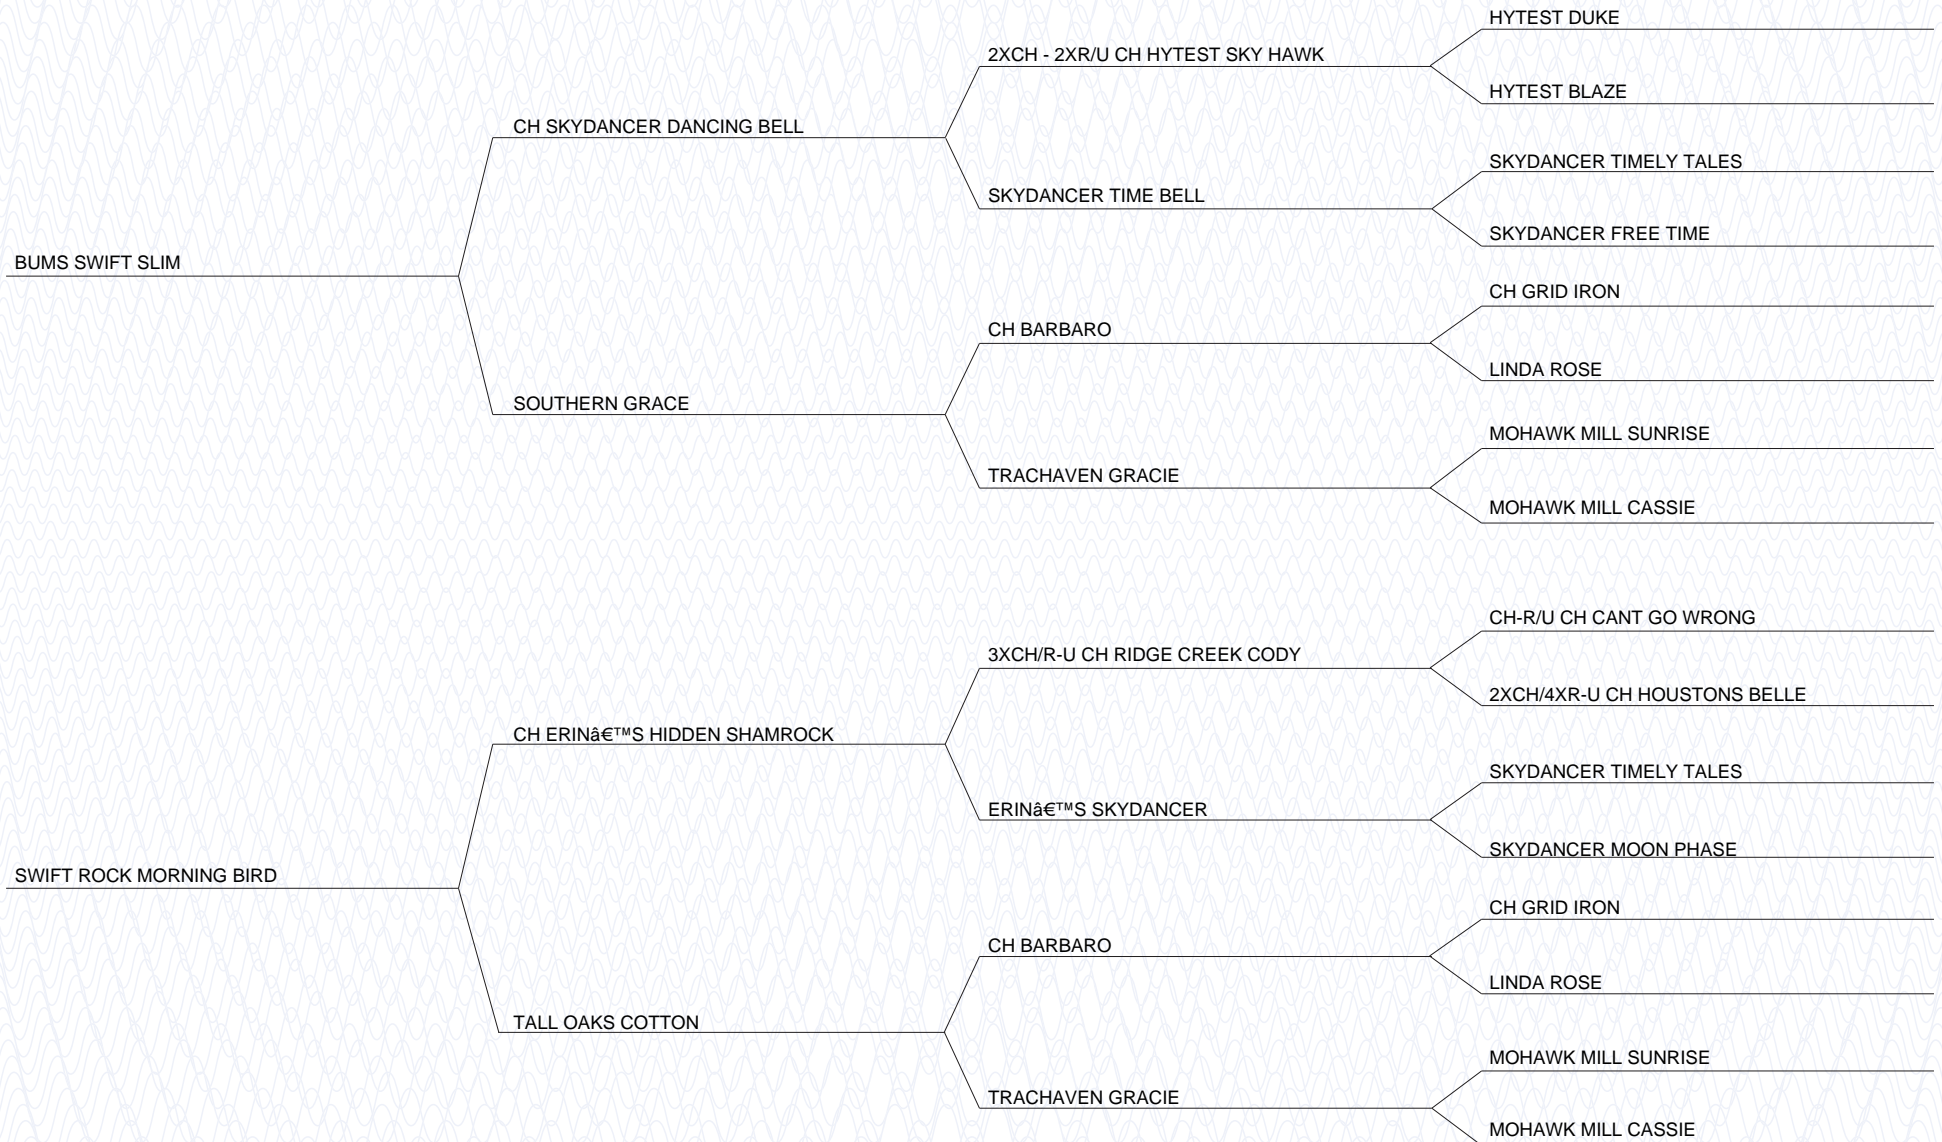 HYTEST DUKE
2XCH - 2XR/U CH HYTEST SKY HAWK
HYTEST BLAZE
CH SKYDANCER DANCING BELL
SKYDANCER TIMELY TALES
SKYDANCER TIME BELL
SKYDANCER FREE TIME
BUMS SWIFT SLIM
CH GRID IRON
CH BARBARO
LINDA ROSE
SOUTHERN GRACE
MOHAWK MILL SUNRISE
TRACHAVEN GRACIE
MOHAWK MILL CASSIE
CH-R/U CH CANT GO WRONG
3XCH/R-U CH RIDGE CREEK CODY
2XCH/4XR-U CH HOUSTONS BELLE
CH ERINâ€™S HIDDEN SHAMROCK
SKYDANCER TIMELY TALES
ERINâ€™S SKYDANCER
SKYDANCER MOON PHASE
SWIFT ROCK MORNING BIRD
CH GRID IRON
CH BARBARO
LINDA ROSE
TALL OAKS COTTON
MOHAWK MILL SUNRISE
TRACHAVEN GRACIE
MOHAWK MILL CASSIE